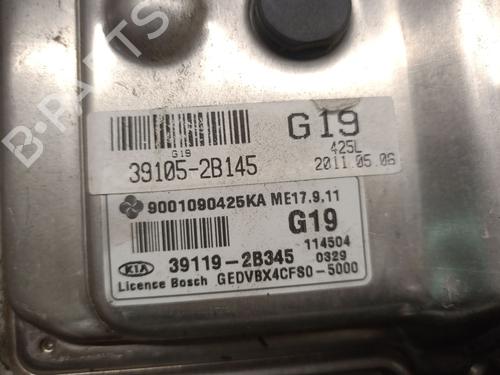 B-PARTS
G19
G19
425L
39105-2B145
2011.05.06
9001090425KA ME17.9.11
G19
114504
KIA 39119-2B345 0329
Licence Bosch GEDVBX4CFS0-5000